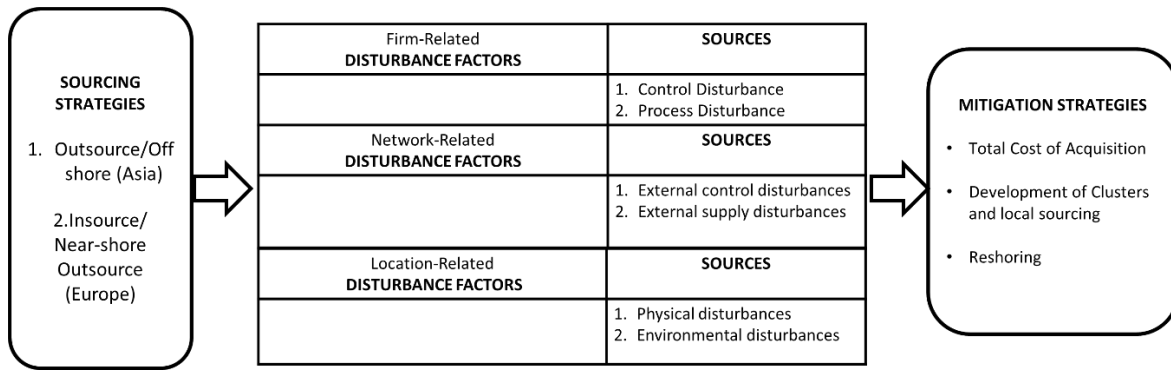 SOURCING
STRATEGIES
1. Outsource/Off
shore (Asia)
2.Insource/
Near-shore
Outsource
(Europe)
Firm-Related
DISTURBANCE FACTORS
SOURCES
1. Control Disturbance
2. Process Disturbance
Network-Related
DISTURBANCE FACTORS
SOURCES
1. External control disturbances
2. External supply disturbances
Location-Related
DISTURBANCE FACTORS
SOURCES
1. Physical disturbances
2. Environmental disturbances
MITIGATION STRATEGIES
• Total Cost of Acquisition
• Development of Clusters
and local sourcing
• Reshoring